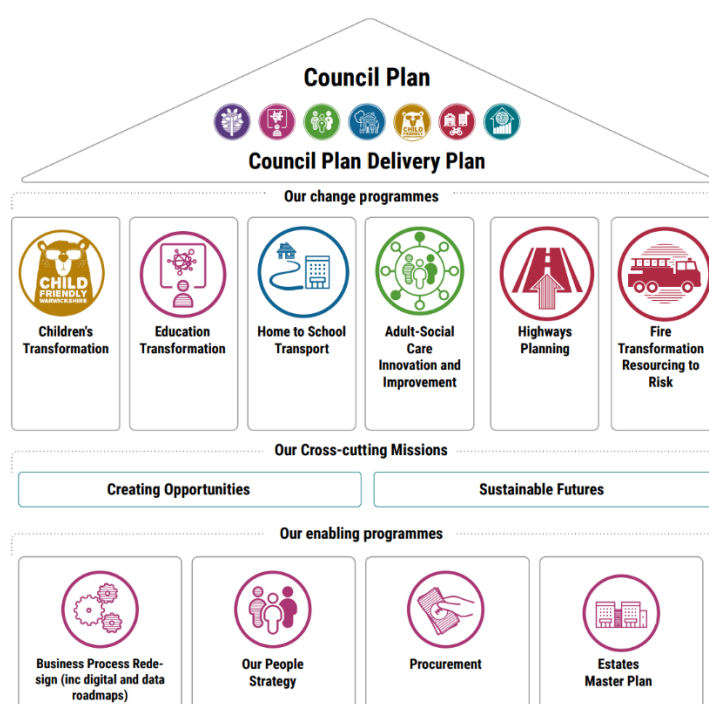 Council Plan
CHILD
FRIENDLY
Council Plan Delivery Plan
Our change programmes
CHILD
FRIENDLY
WARWICKSHIRE
Children's
Transformation
Education
Transformation
Home to School
Transport
Adult-Social
Care
Innovation and
Improvement
Highways
Planning
Fire
Transformation
Resourcing to
Risk
Our Cross-cutting Missions
Creating Opportunities
Sustainable Futures
Our enabling programmes
Business Process Rede-
sign (inc digital and data
roadmaps)
Our People
Strategy
Procurement
Estates
Master Plan